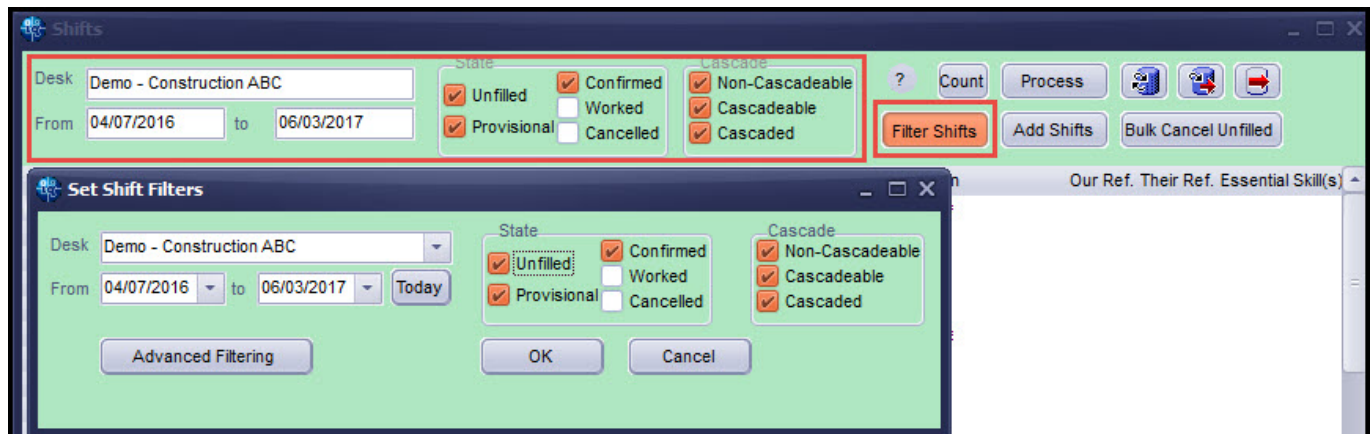 Shifts
Desk Demo - Construction ABC
From 04/07/2016 to 06/03/2017
State
Unfilled
Provisional
Confirmed
Worked
Cancelled
Cascade
Non-Cascadeable
Cascadeable
Cascaded
? Count Process
Filter Shifts Add Shifts Bulk Cancel Unfilled
Our Ref. Their Ref. Essential Skill(s)
Set Shift Filters
Desk Demo - Construction ABC
From 04/07/2016 to 06/03/2017 Today
State
Unfilled
Provisional
Confirmed
Worked
Cancelled
Cascade
Non-Cascadeable
Cascadeable
Cascaded
Advanced Filtering OK Cancel